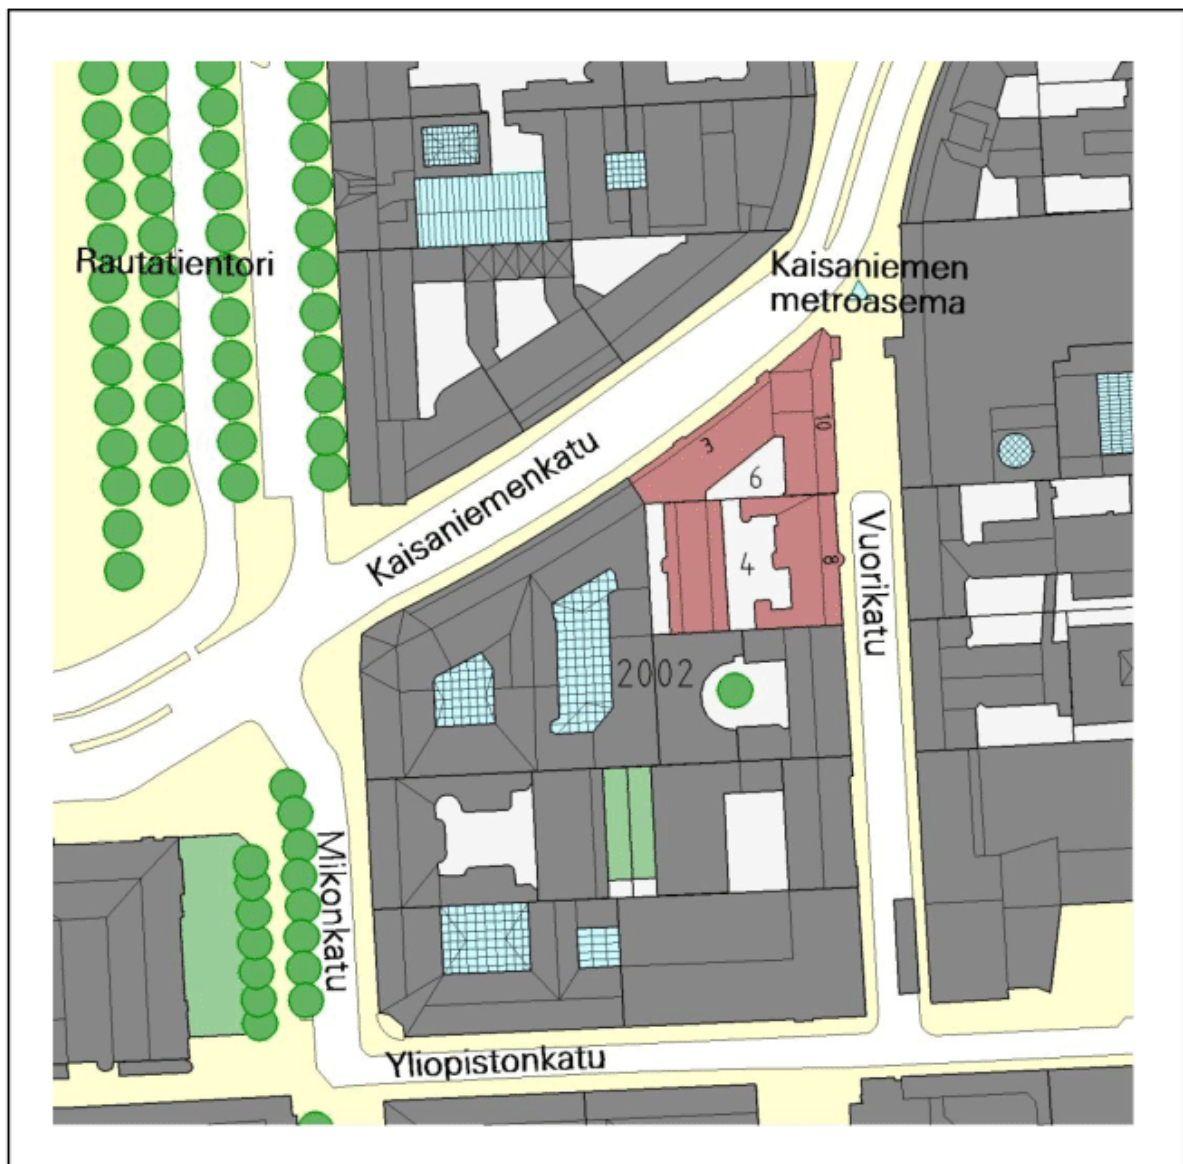 Rautatientori
Kaisaniemen
metroasema
Kaisaniemenkatu
3
10
6
4
8
Vuorikatu
2002
Mikonkatu
Yliopistonkatu